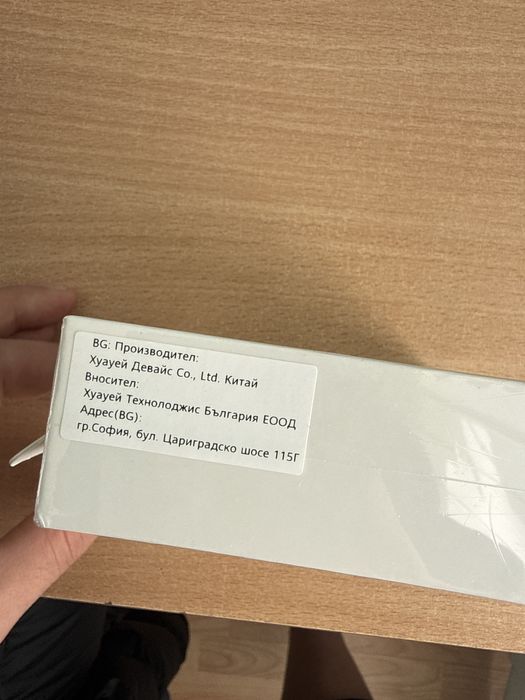 BG: Производител:
Хуауей Девайс Co., Ltd. Китай
Вносител:
Хуауей Технолоджис България ЕООД
Адрес(BG):
гр.София, бул. Цариградско шосе 115Г